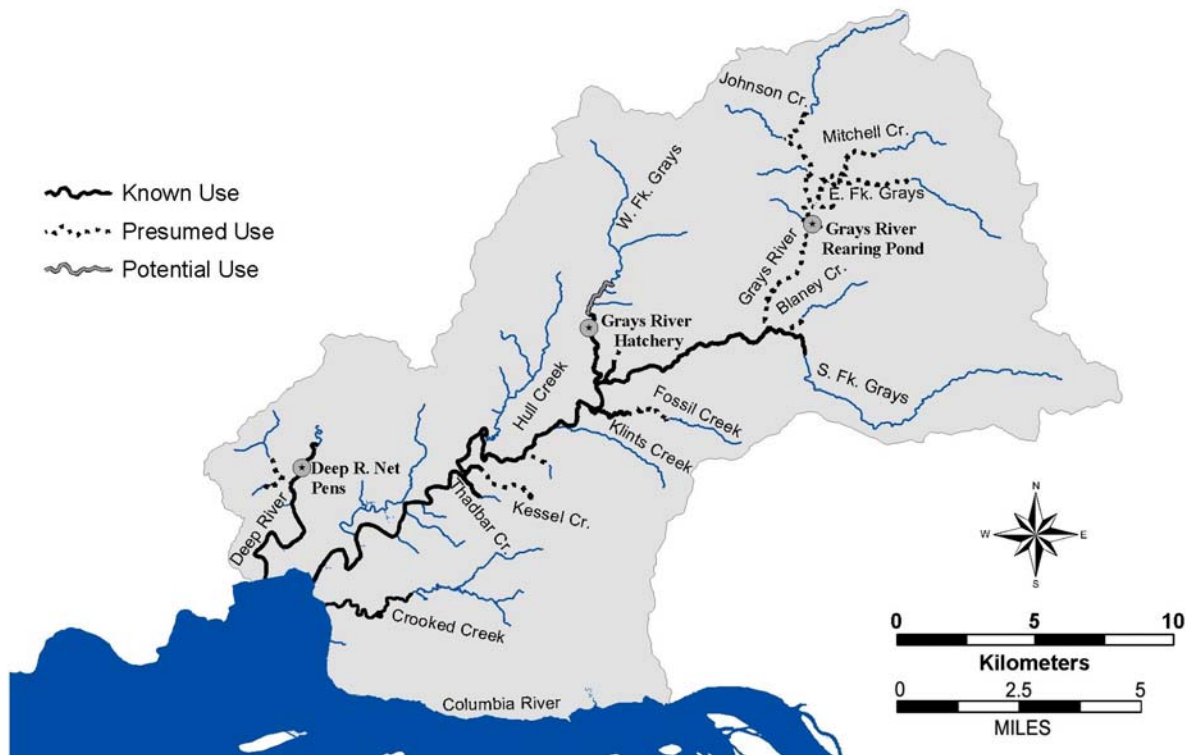 Johnson Cr.
Mitchell Cr.
W. Fk. Grays
E. Fk. Grays
Known Use
Presumed Use
Potential Use
Grays River
Grays River
Rearing Pond
Blaney Cr.
Grays River
Hatchery
S. Fk. Grays
Hull Creek
Fossil Creek
Klints Creek
Deep R. Net
Pens
Deep River
Kessel Cr.
Thadbar Cr.
Crooked Creek
Columbia River
N
W
E
S
0 5 10
Kilometers
0 2.5 5
MILES